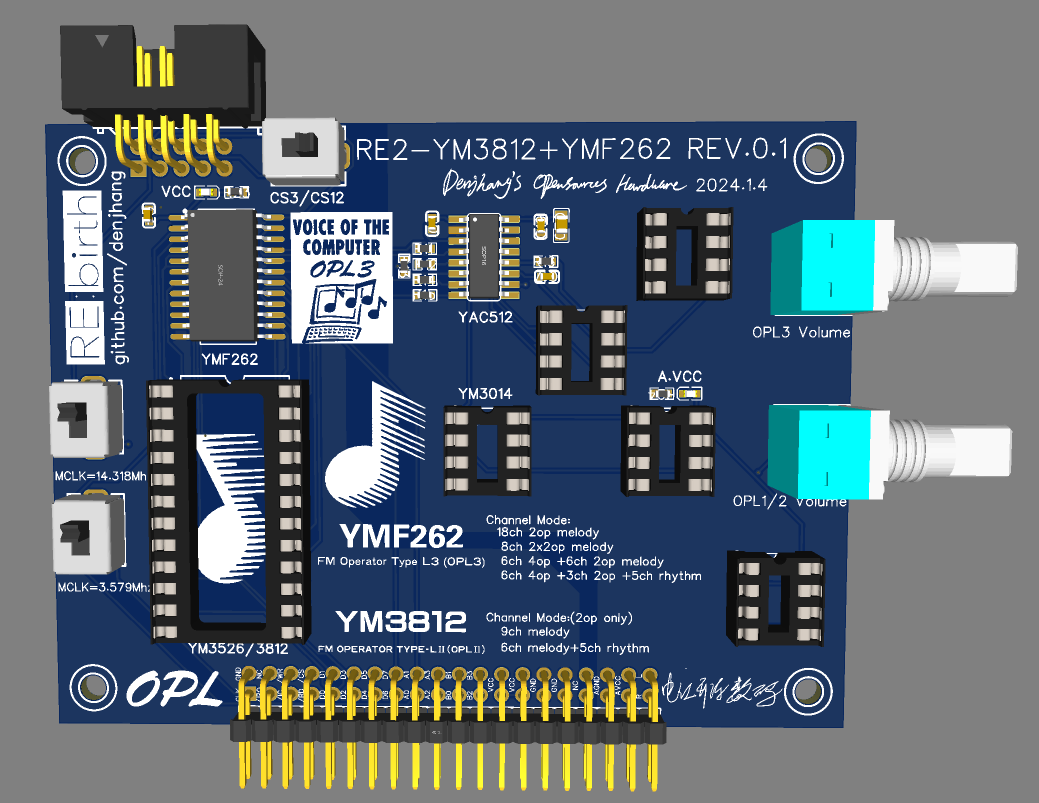 RE2-YM3812+YMF262 REV.0.1
Denjhang's OpenSources Hardware 2024.1.4
VCC
CS3/CS12
RE:birth
github.com/denjhang
VOICE OF THE
COMPUTER
OPL3
SOP-24
SOP16
YAC512
YMF262
OPL3 Volume
A.VCC
YM3014
MCLK=14.318Mh
OPL1/2 Volume
MCLK=3.579Mhz
YMF262
FM Operator Type L3 (OPL3)
Channel Mode:
18ch 2op melody
8ch 2x2op melody
6ch 4op +6ch 2op melody
6ch 4op +3ch 2op +5ch rhythm
YM3812
FM OPERATOR TYPE-LII (OPLII)
Channel Mode:(2op only)
9ch melody
6ch melody+5ch rhythm
YM3526/3812
OPL